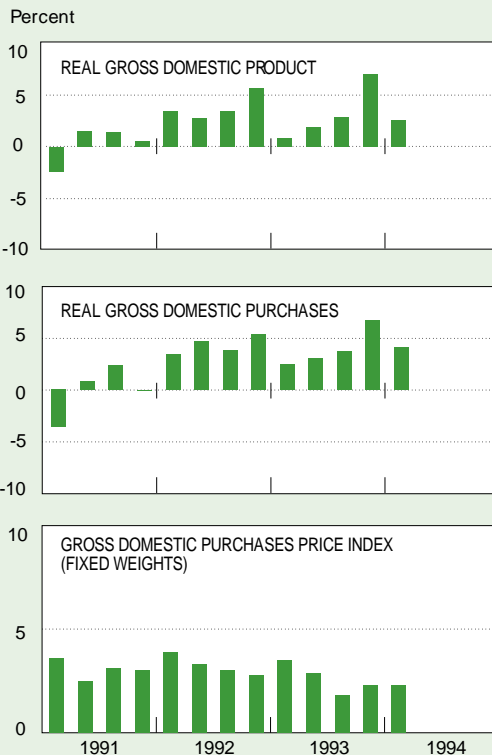 Percent
10
REAL GROSS DOMESTIC PRODUCT
5
0
-5
-10
10
REAL GROSS DOMESTIC PURCHASES
5
0
-5
-10
10
GROSS DOMESTIC PURCHASES PRICE INDEX
(FIXED WEIGHTS)
5
0
1991 1992 1993 1994